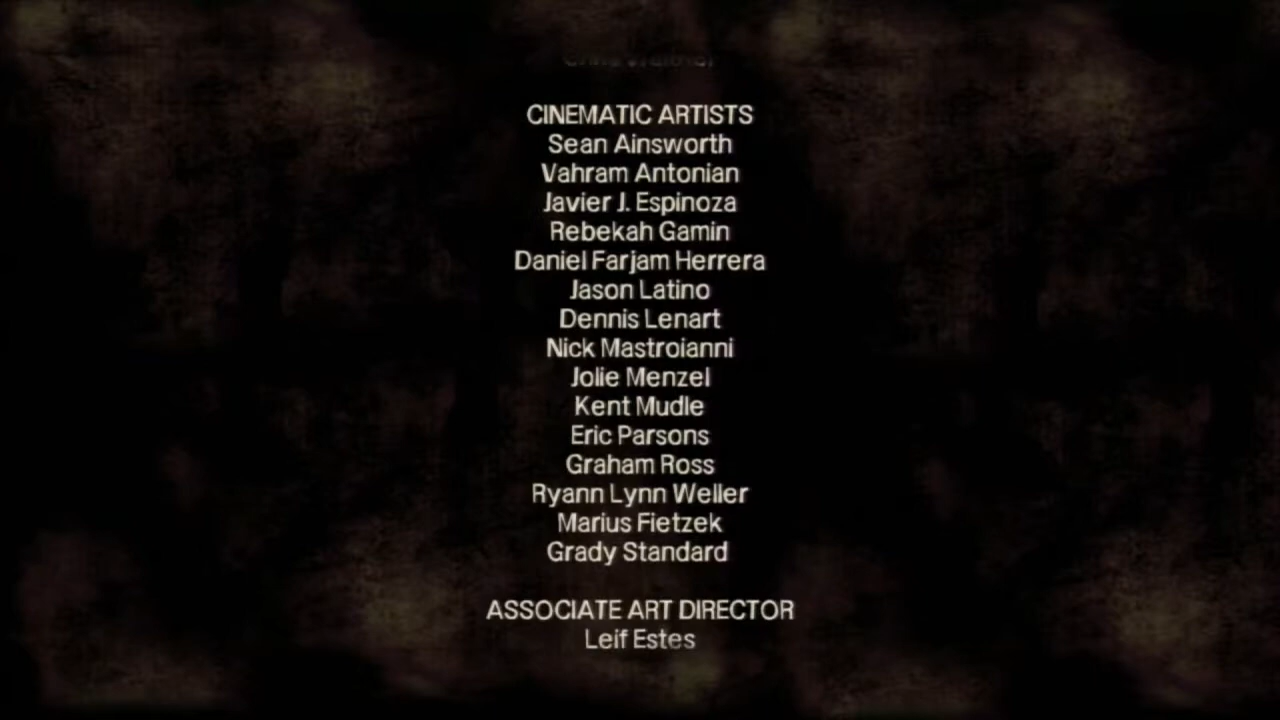 CINEMATIC ARTISTS
Sean Ainsworth
Vahram Antonian
Javier J. Espinoza
Rebekah Gamin
Daniel Farjam Herrera
Jason Latino
Dennis Lenart
Nick Mastroianni
Jolie Menzel
Kent Mudle
Eric Parsons
Graham Ross
Ryann Lynn Weller
Marius Fietzek
Grady Standard
ASSOCIATE ART DIRECTOR
Leif Estes